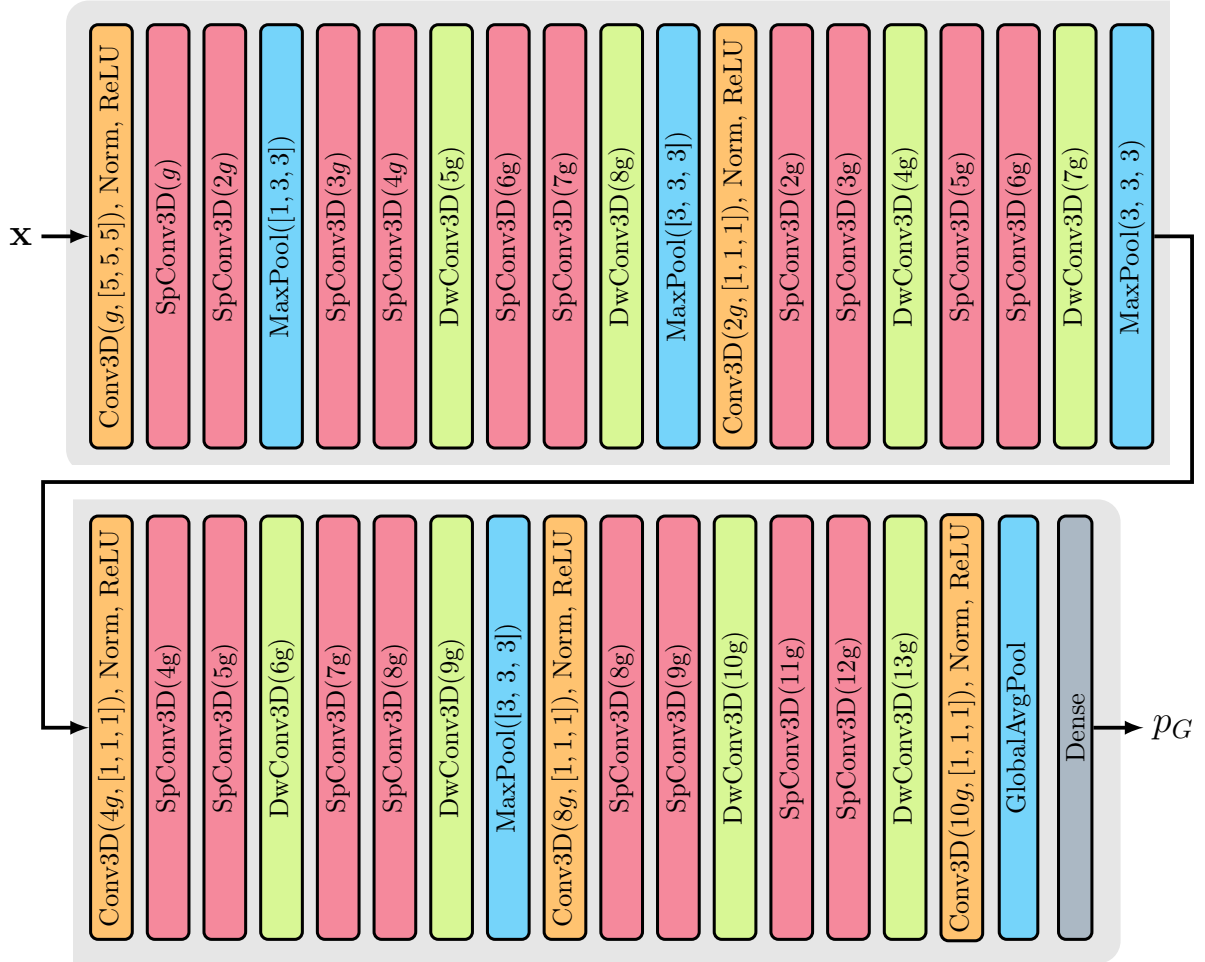 x
Conv3D(g, [5, 5, 5]), Norm, ReLU
SpConv3D(g)
SpConv3D(2g)
MaxPool([1, 3, 3])
SpConv3D(3g)
SpConv3D(4g)
DwConv3D(5g)
SpConv3D(6g)
SpConv3D(7g)
DwConv3D(8g)
MaxPool([3, 3, 3])
Conv3D(2g, [1, 1, 1]), Norm, ReLU
SpConv3D(2g)
SpConv3D(3g)
DwConv3D(4g)
SpConv3D(5g)
SpConv3D(6g)
DwConv3D(7g)
MaxPool(3, 3, 3)
Conv3D(4g, [1, 1, 1]), Norm, ReLU
SpConv3D(4g)
SpConv3D(5g)
DwConv3D(6g)
SpConv3D(7g)
SpConv3D(8g)
DwConv3D(9g)
MaxPool([3, 3, 3])
Conv3D(8g, [1, 1, 1]), Norm, ReLU
SpConv3D(8g)
SpConv3D(9g)
DwConv3D(10g)
SpConv3D(11g)
SpConv3D(12g)
DwConv3D(13g)
Conv3D(10g, [1, 1, 1]), Norm, ReLU
GlobalAvgPool
Dense
p_G